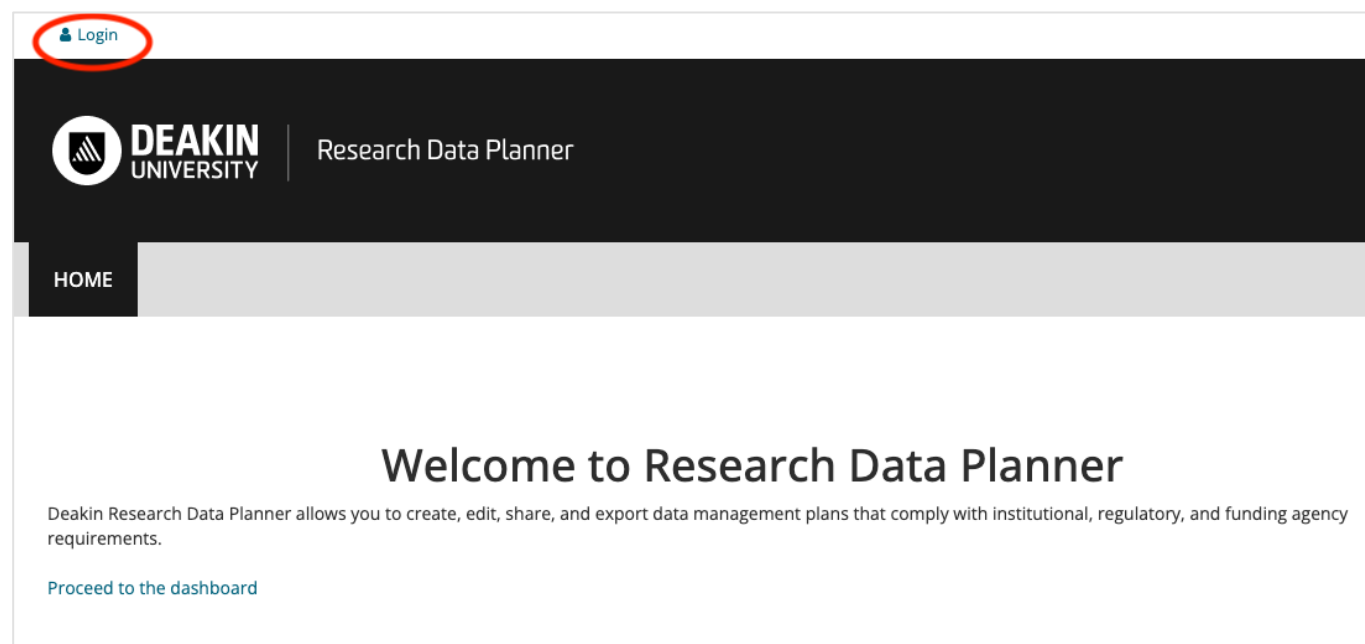 Login
DEAKIN
UNIVERSITY
Research Data Planner
HOME
Welcome to Research Data Planner
Deakin Research Data Planner allows you to create, edit, share, and export data management plans that comply with institutional, regulatory, and funding agency
requirements.
Proceed to the dashboard